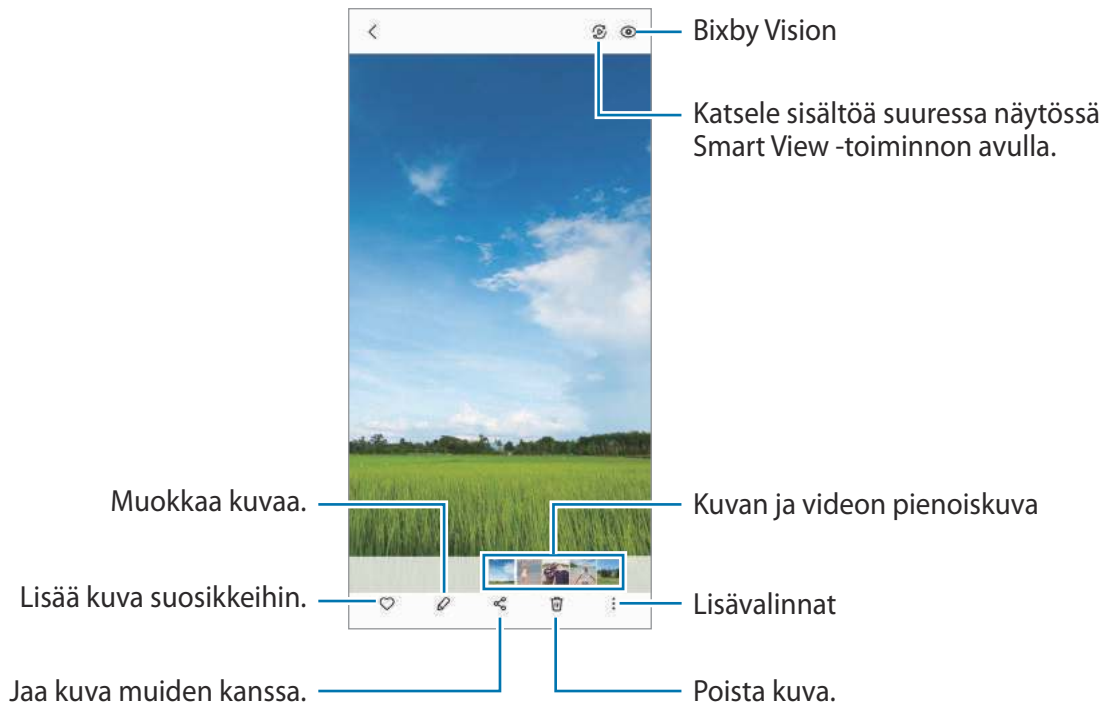 Bixby Vision
Katsele sisältöä suuressa näytössä
Smart View -toiminnon avulla.
Muokkaa kuvaa.
Kuvan ja videon pienoiskuva
Lisää kuva suosikkeihin.
Lisävalinnat
Jaa kuva muiden kanssa.
Poista kuva.